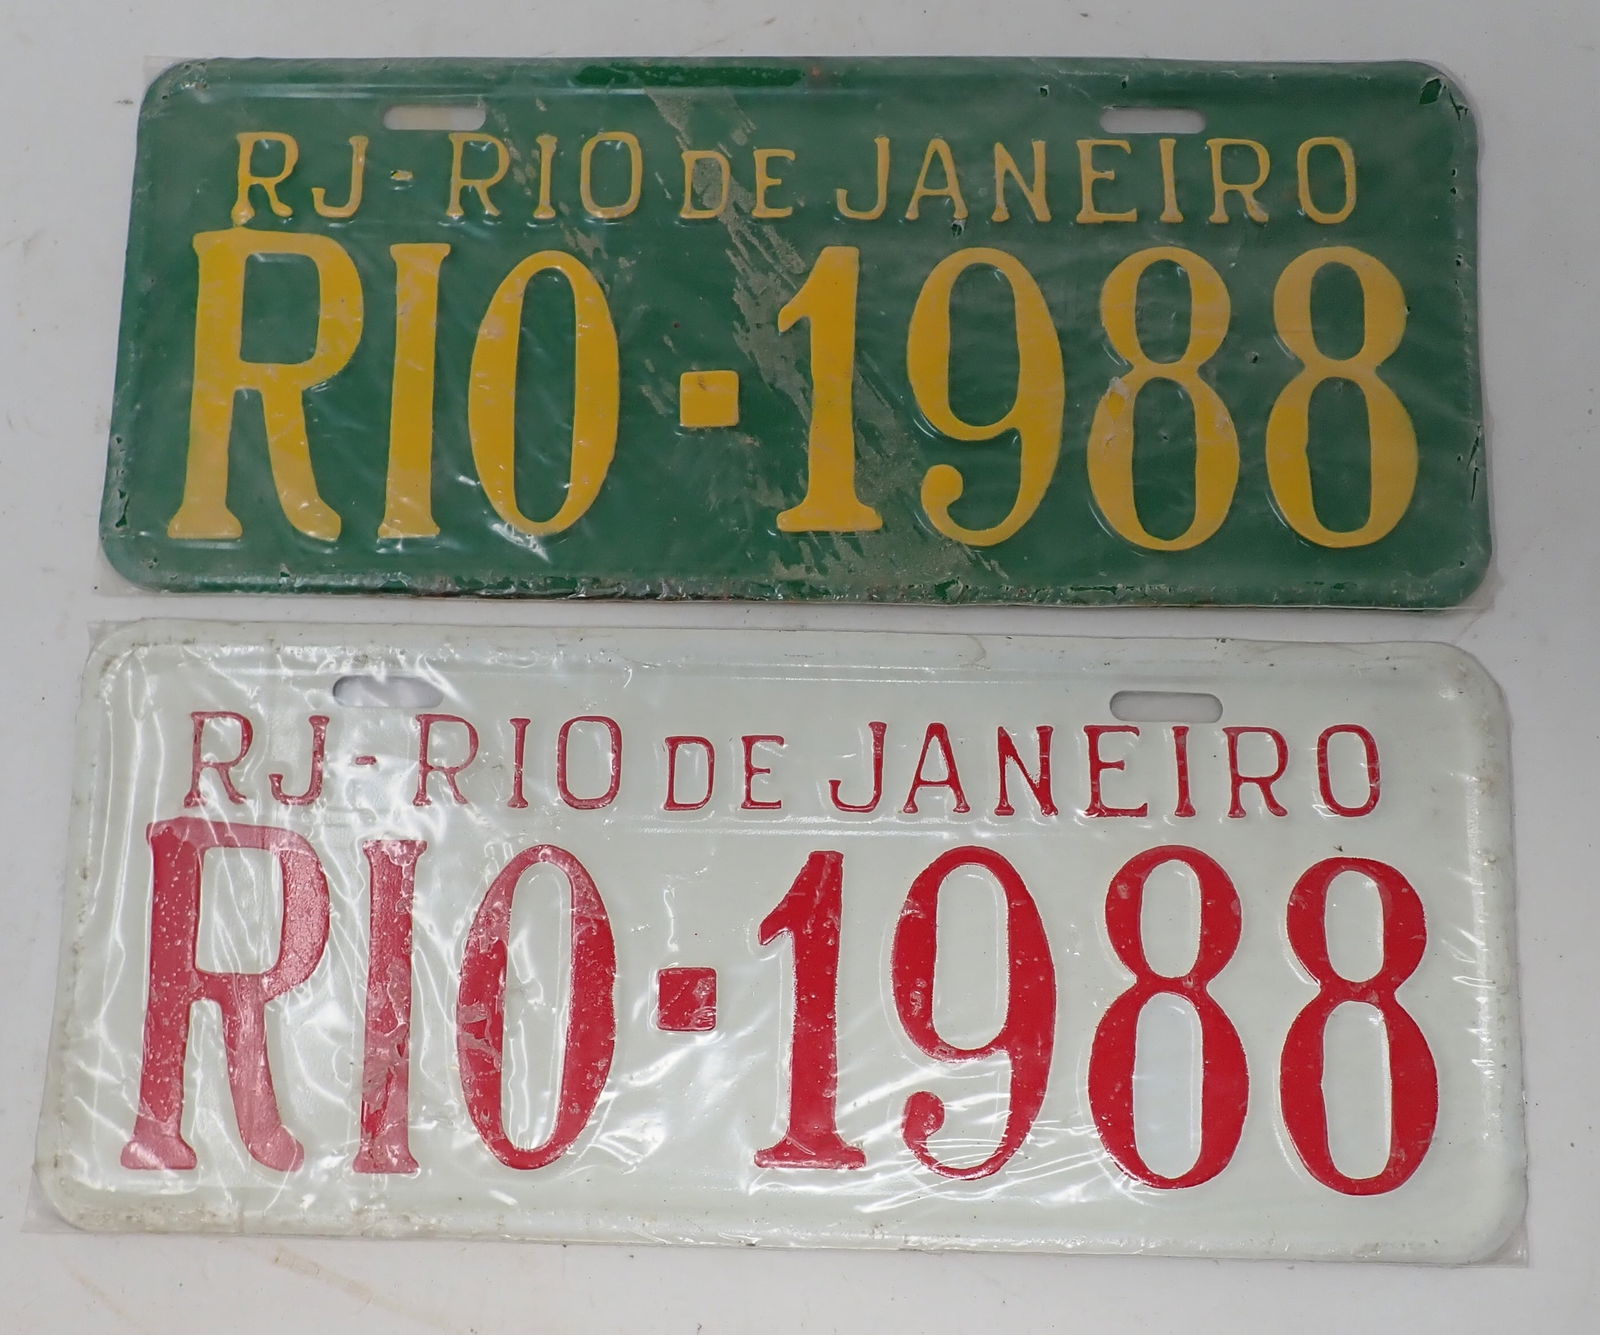 RJ - RIO DE JANEIRO
RIO - 1988
RJ - RIO DE JANEIRO
RIO - 1988